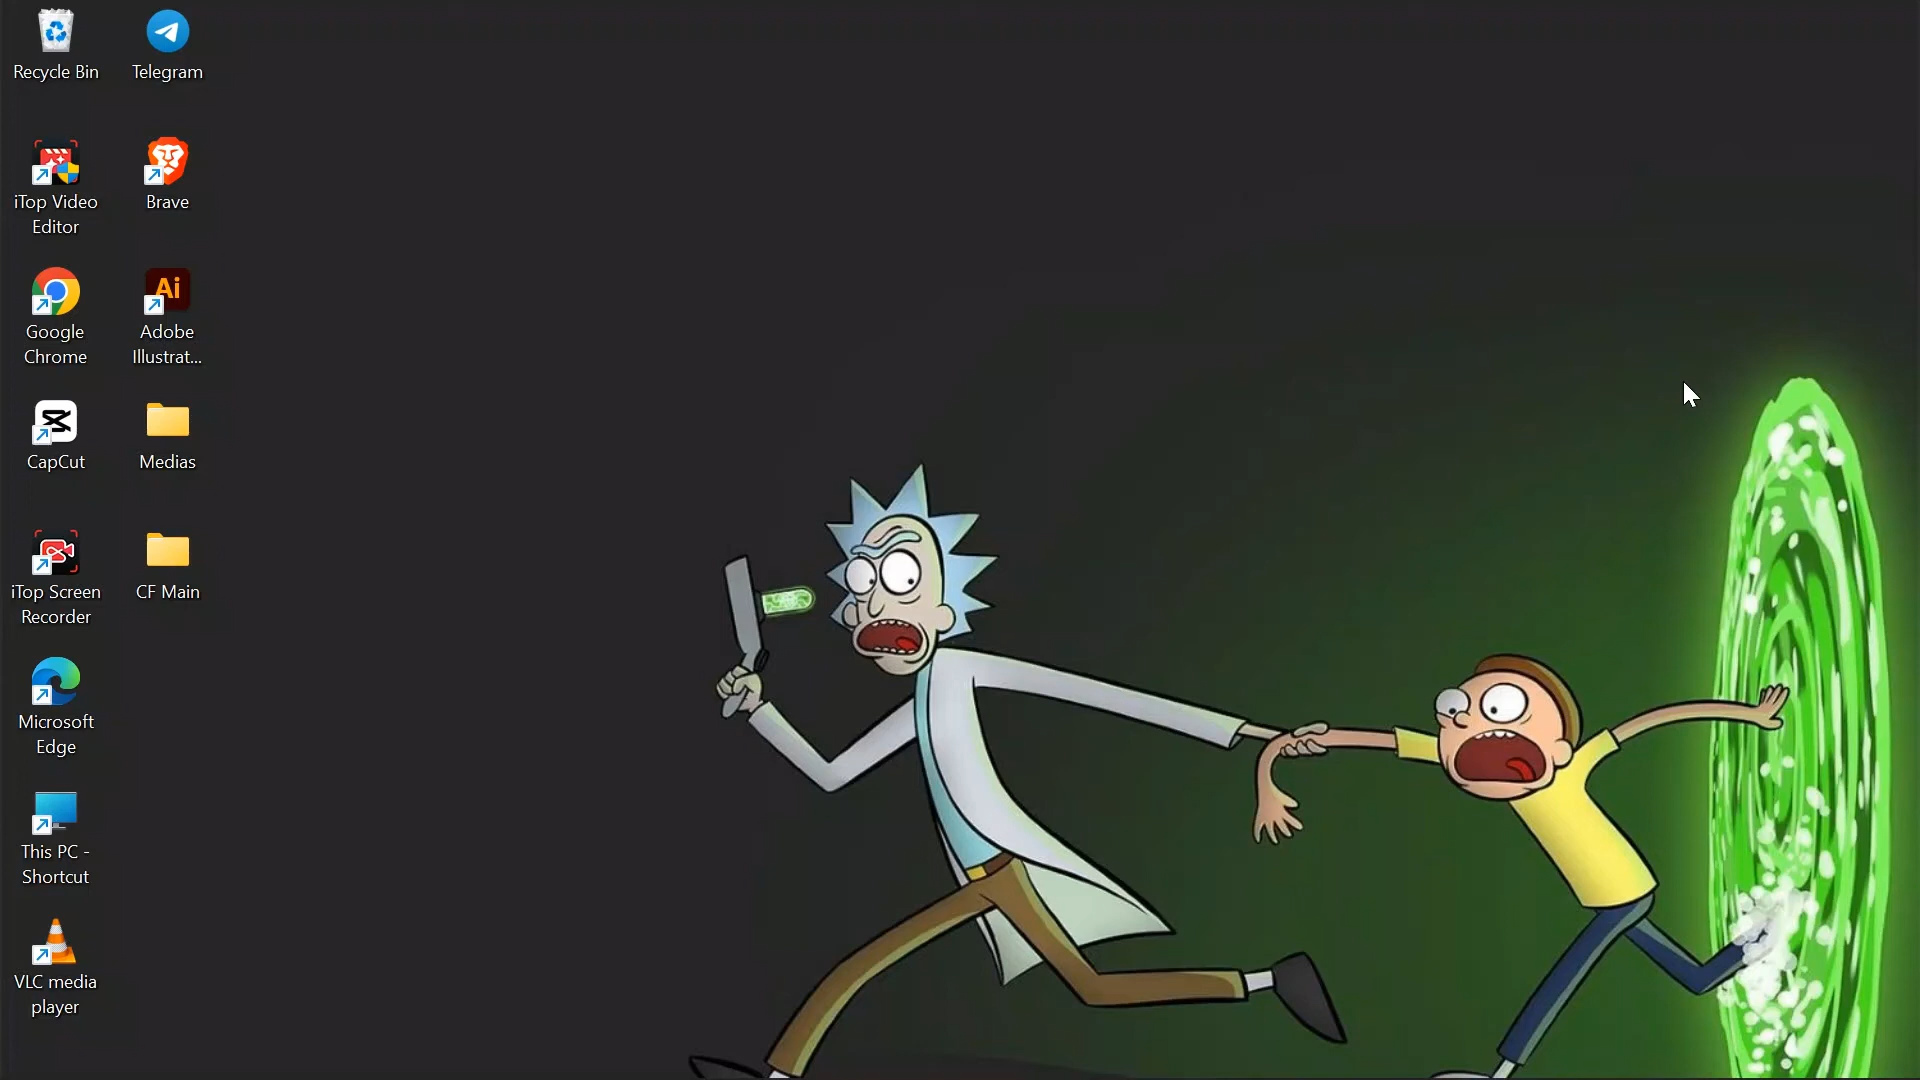 Recycle Bin
Telegram
iTop Video
Editor
Brave
Google
Chrome
Ai
Adobe
Illustrat...
CapCut
Medias
iTop Screen
Recorder
CF Main
Microsoft
Edge
This PC -
Shortcut
VLC media
player